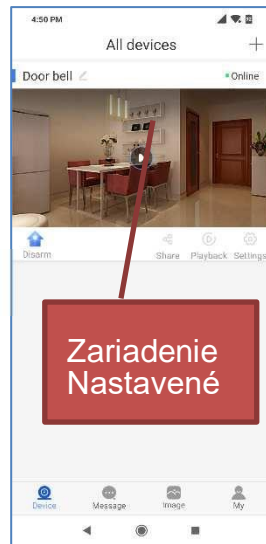 4:50 PM
All devices
Door bell
Online
Disarm
Share
Playback
Settings
Zariadenie
Nastavené
Device
Message
Image
My